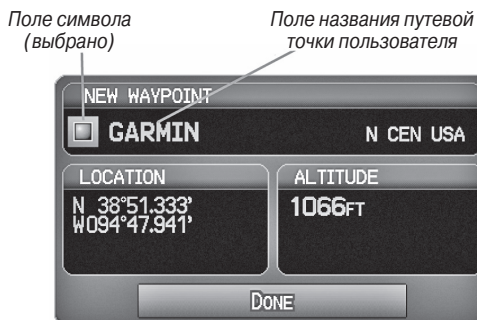 Поле символа
(выбрано)
Поле названия путевой
точки пользователя
NEW WAYPOINT
GARMIN
N CEN USA
LOCATION
N 38°51.333'
W094°47.941'
ALTITUDE
1066FT
DONE